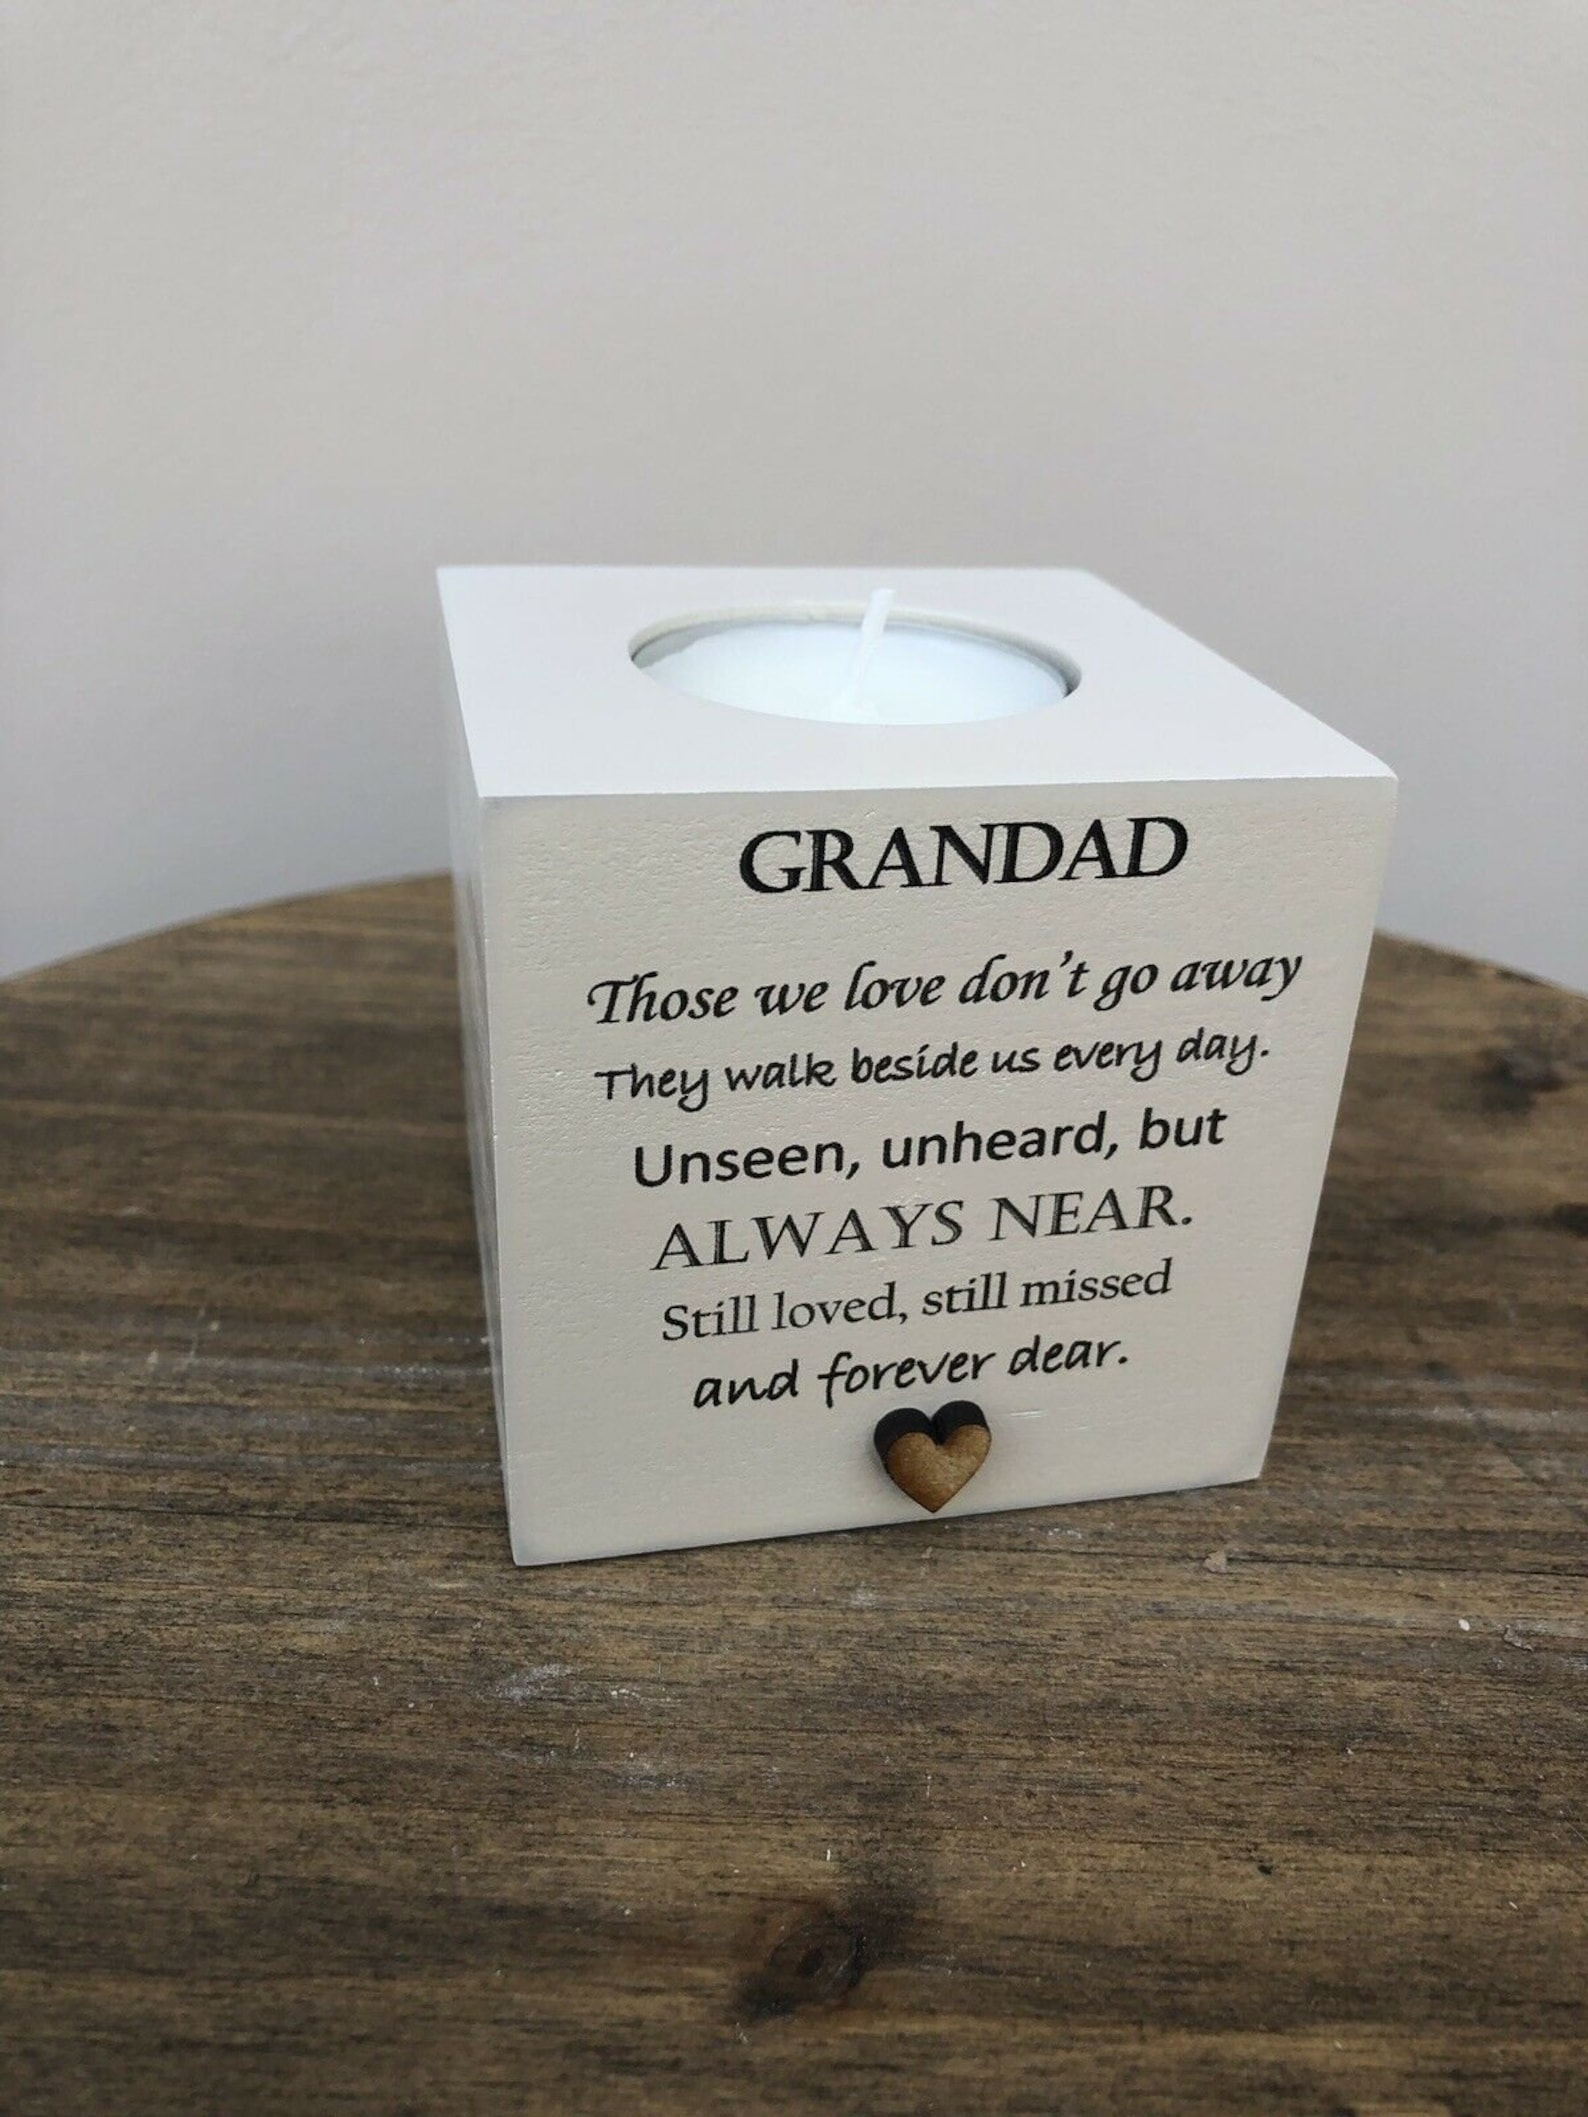 GRANDAD
Those we love don't go away
They walk beside us every day.
Unseen, unheard, but
ALWAYS NEAR.
Still loved, still missed
and forever dear.